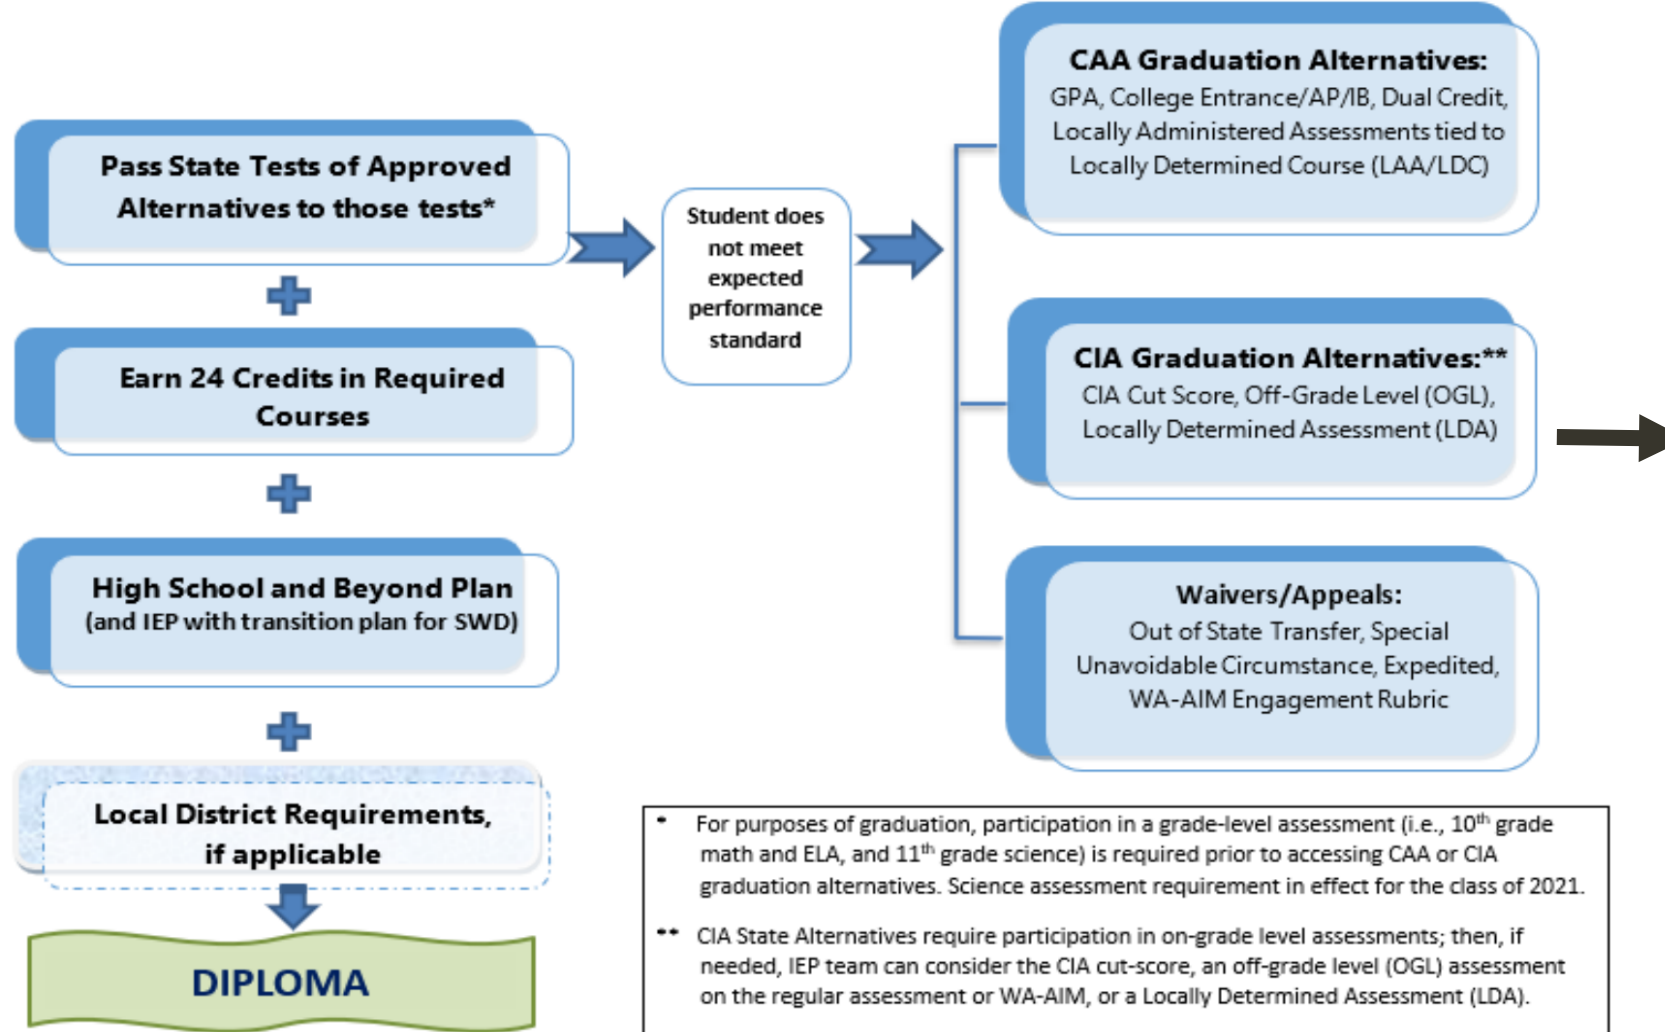 Pass State Tests of Approved
Alternatives to those tests*
Earn 24 Credits in Required
Courses
High School and Beyond Plan
(and IEP with transition plan for SWD)
Local District Requirements,
if applicable
DIPLOMA
Student does
not meet
expected
performance
standard
CAA Graduation Alternatives:
GPA, College Entrance/AP/IB, Dual Credit,
Locally Administered Assessments tied to
Locally Determined Course (LAA/LDC)
CIA Graduation Alternatives:**
CIA Cut Score, Off-Grade Level (OGL),
Locally Determined Assessment (LDA)
Waivers/Appeals:
Out of State Transfer, Special
Unavoidable Circumstance, Expedited,
WA-AIM Engagement Rubric
* For purposes of graduation, participation in a grade-level assessment (i.e., 10th grade
math and ELA, and 11th grade science) is required prior to accessing CAA or CIA
graduation alternatives. Science assessment requirement in effect for the class of 2021.
** CIA State Alternatives require participation in on-grade level assessments; then, if
needed, IEP team can consider the CIA cut-score, an off-grade level (OGL) assessment
on the regular assessment or WA-AIM, or a Locally Determined Assessment (LDA).